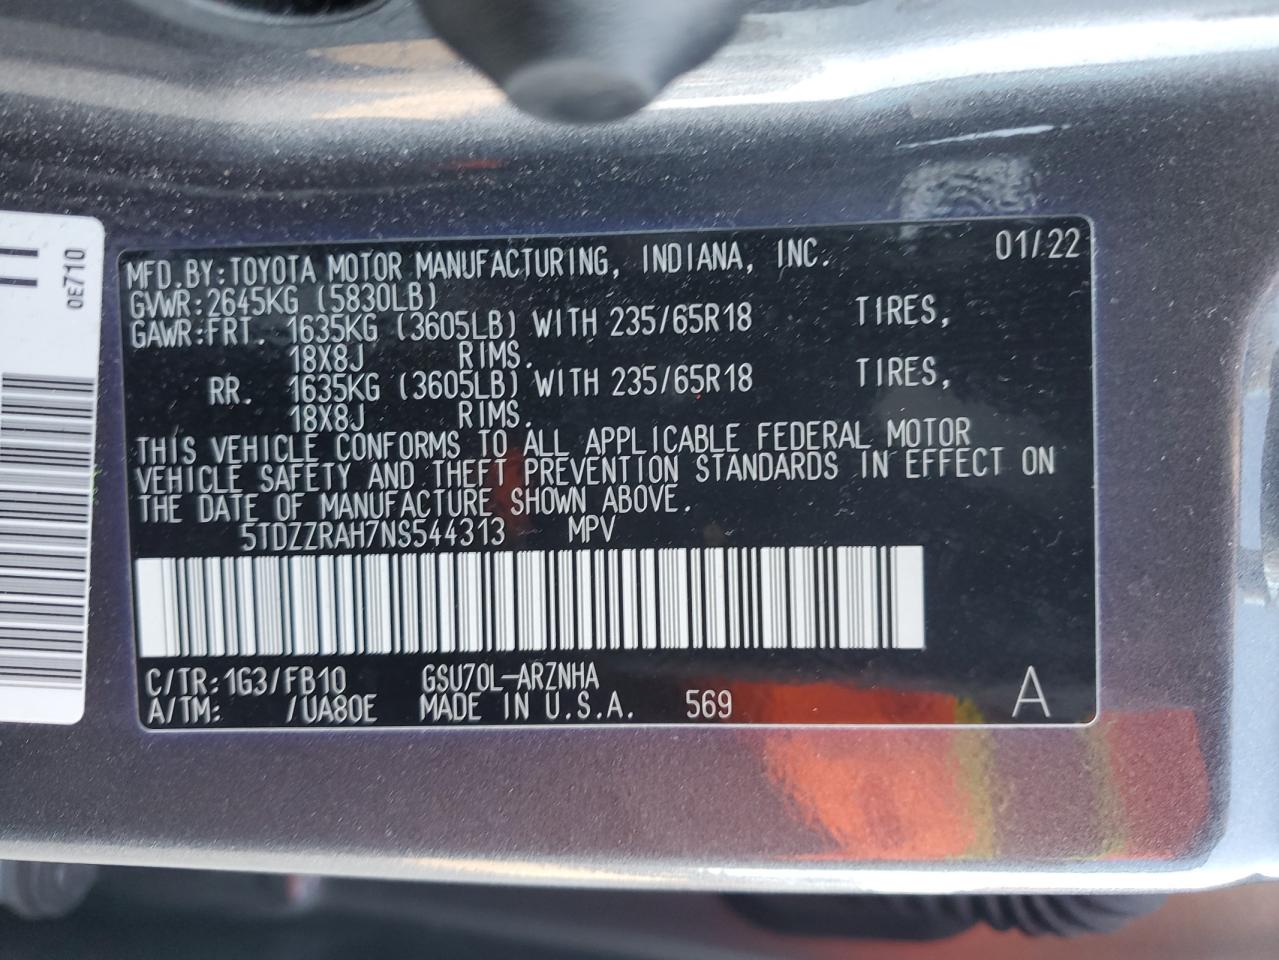 MFD.BY:TOYOTA MOTOR MANUFACTURING, INDIANA, INC. 01/22
GVWR:2645KG (5830LB)
GAWR:FRT. 1635KG (3605LB) WITH 235/65R18 TIRES,
18X8J RIMS.
RR. 1635KG (3605LB) WITH 235/65R18 TIRES,
18X8J RIMS.
THIS VEHICLE CONFORMS TO ALL APPLICABLE FEDERAL MOTOR
VEHICLE SAFETY AND THEFT PREVENTION STANDARDS IN EFFECT ON
THE DATE OF MANUFACTURE SHOWN ABOVE.
5TDZZRAH7NS544313 MPV
C/TR:1G3/FB10 GSU70L-ARZNHA
A/TM: /UA80E MADE IN U.S.A. 569 A
0E710